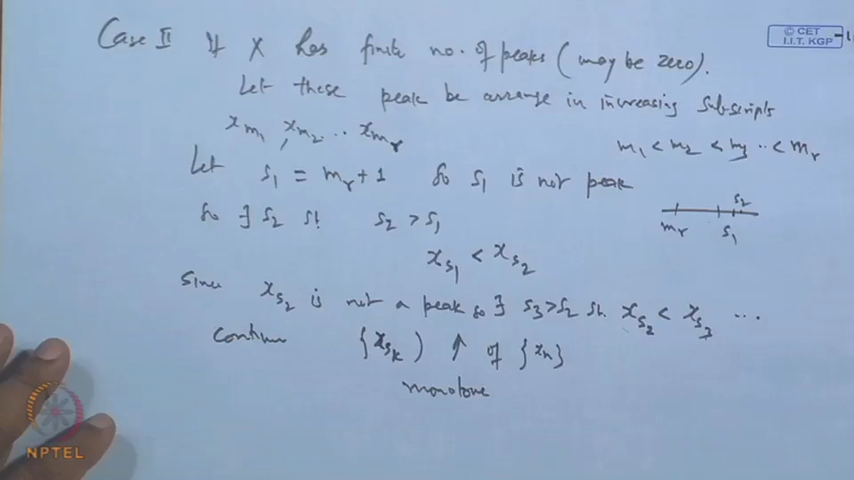 © CET
I.I.T. KGP
Case II If X has finite no. of peaks (may be zero).
Let these peak be arrange in increasing subscripts
x_{m_1}, x_{m_2} .. x_{m_r} m_1 < m_2 < m_3 .. < m_r
Let s_1 = m_r + 1 So s_1 is not peak
So ∃ s_2 st. s_2 > s_1
m_r s_1 s_2
x_{s_1} < x_{s_2}
Since x_{s_2} is not a peak so ∃ s_3 > s_2 st. x_{s_2} < x_{s_3} ...
Continue {x_{s_k}} ↑ of {x_n}
monotone
NPTEL